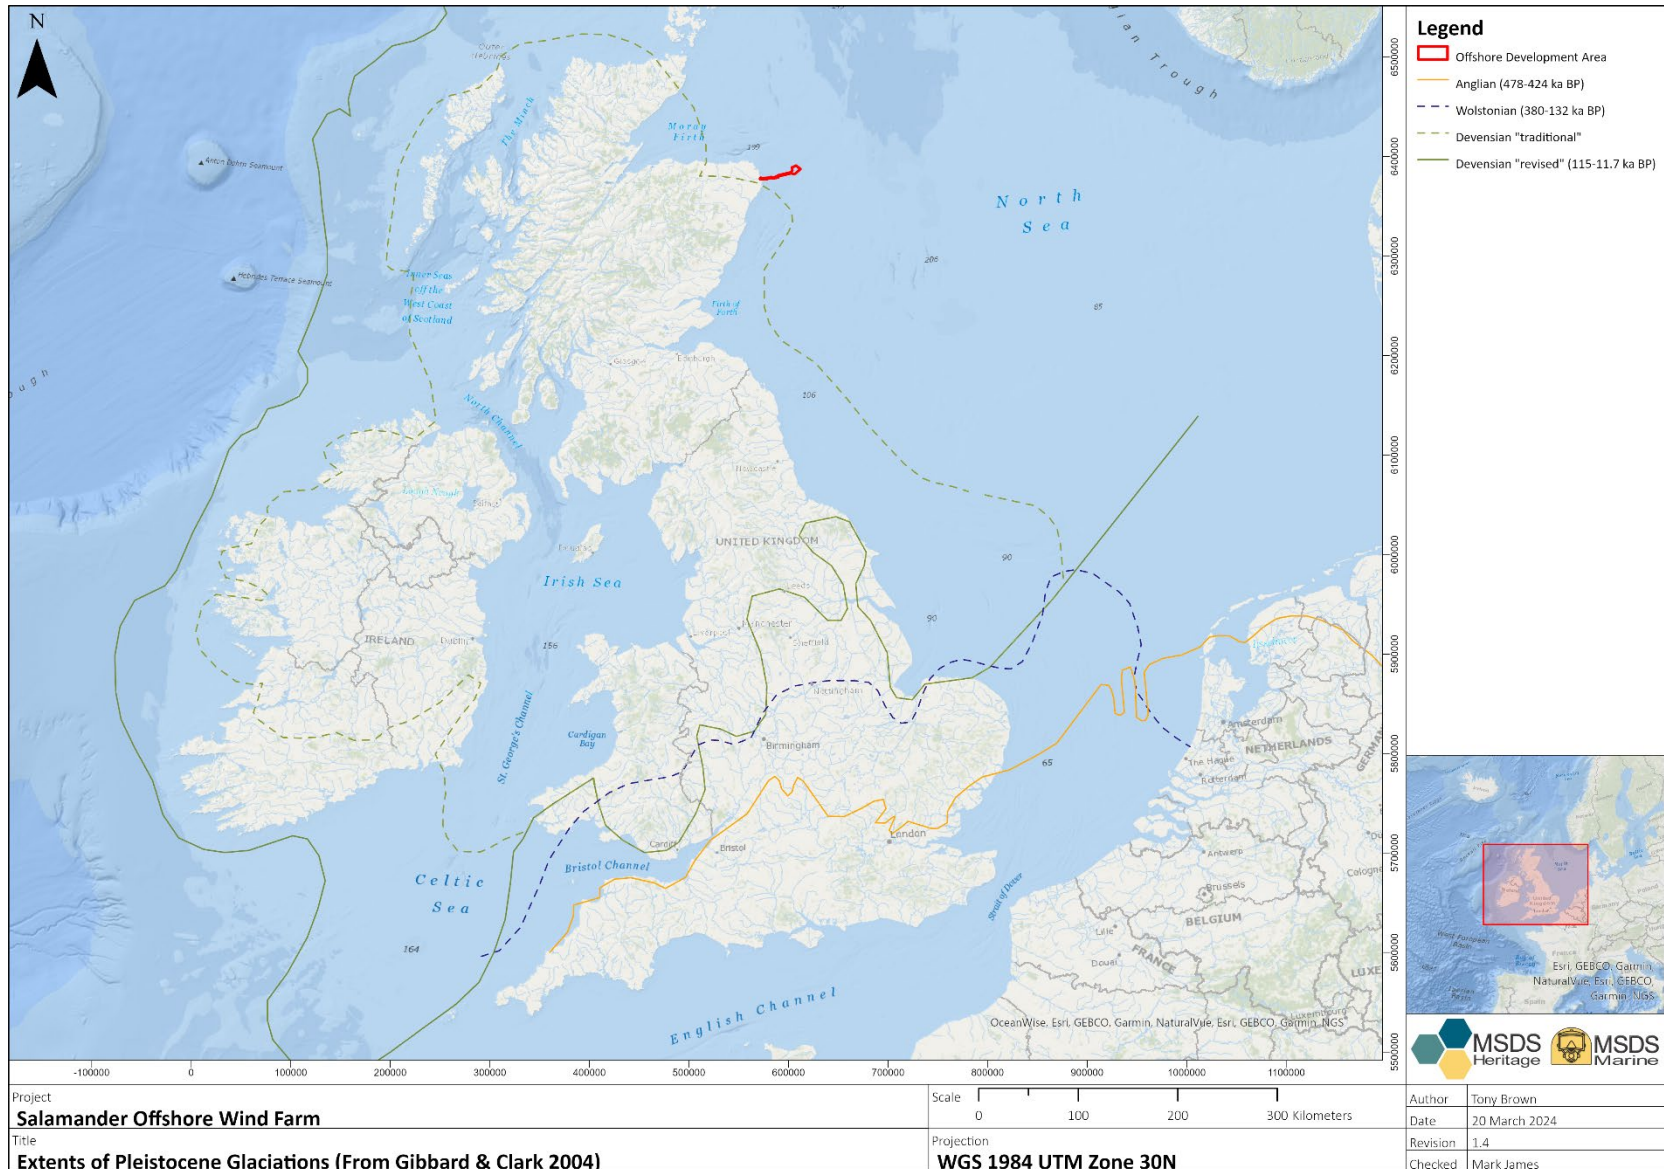 N
Outer
Hebrides
The Minch
Moray
Firth
199
Anton Dohrn Seamount
Hebrides Terrace Seamount
Inner Seas
off the
West Coast
of Scotland
North
Sea
206
65
Firth of
Forth
Glasgow
Edinburgh
106
North Channel
Newcastle
Belfast
UNITED KINGDOM
Irish Sea
90
Leeds
Manchester
Liverpool
Sheffield
90
IRELAND
Dublin
156
Nottingham
St. George's Channel
Cardigan
Bay
Birmingham
65
Amsterdam
NETHERLANDS
The Hague
Rotterdam
London
Cardiff
Bristol
Bristol Channel
Celtic
Sea
Antwerp
Cologne
Strait of Dover
Brussels
BELGIUM
Lille
Douai
FRANCE
164
English Channel
OceanWise, Esri, GEBCO, Garmin, NaturalVue, Esri, GEBCO, Garmin, NGS
-100000 0 100000 200000 300000 400000 500000 600000 700000 800000 900000 1000000 1100000
6500000
6400000
6300000
6200000
6100000
6000000
5900000
5800000
5700000
5600000
5500000
Legend
Offshore Development Area
Anglian (478-424 ka BP)
Wolstonian (380-132 ka BP)
Devensian "traditional"
Devensian "revised" (115-11.7 ka BP)
Esri, GEBCO, Garmin,
NaturalVue, Esri, GEBCO,
Garmin, NGS
MSDS
Heritage
MSDS
Marine
Project
Salamander Offshore Wind Farm
Title
Extents of Pleistocene Glaciations (From Gibbard & Clark 2004)
Scale
0 100 200 300 Kilometers
Projection
WGS 1984 UTM Zone 30N
Author Tony Brown
Date 20 March 2024
Revision 1.4
Checked Mark James